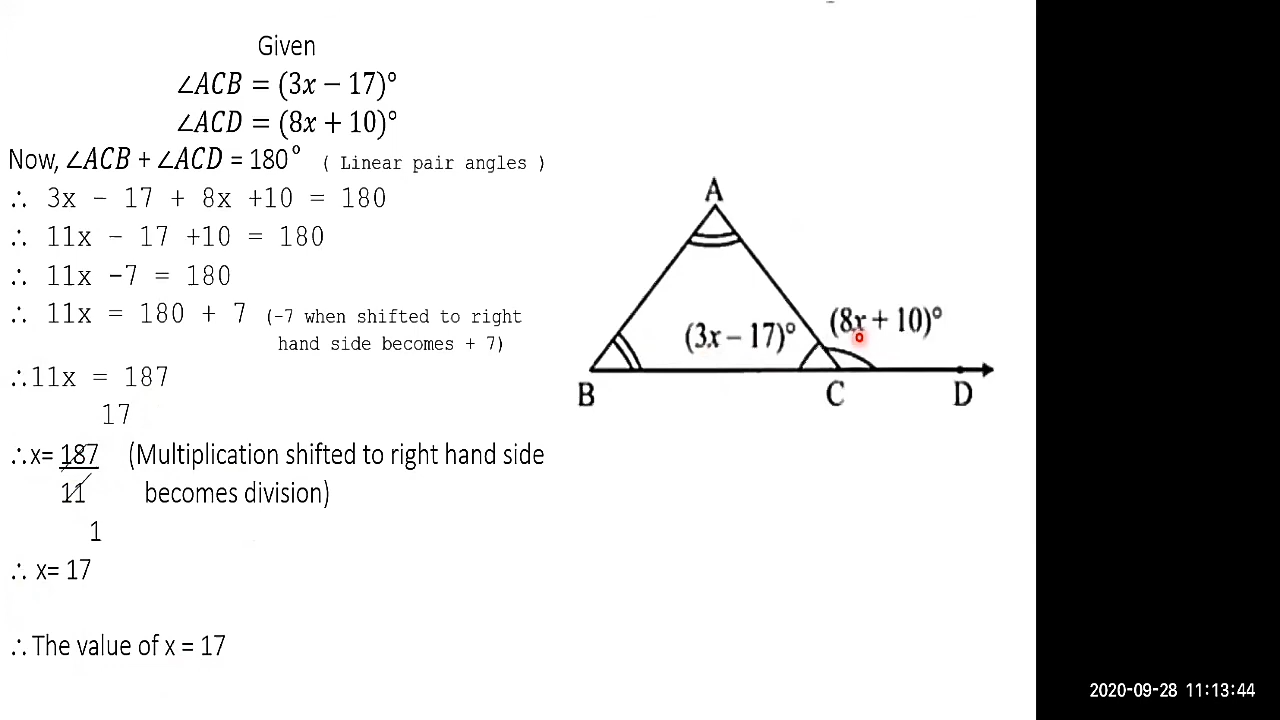 Given
∠ACB = (3x − 17)°
∠ACD = (8x + 10)°
Now, ∠ACB + ∠ACD = 180° ( Linear pair angles )
∴ 3x − 17 + 8x +10 = 180
∴ 11x − 17 +10 = 180
∴ 11x -7 = 180
∴ 11x = 180 + 7 (-7 when shifted to right
hand side becomes + 7)
∴11x = 187
17
∴x= 187 (Multiplication shifted to right hand side
11 becomes division)
1
∴ x= 17
∴ The value of x = 17
A
(3x − 17)° (8x + 10)°
B C D
2020-09-28 11:13:44